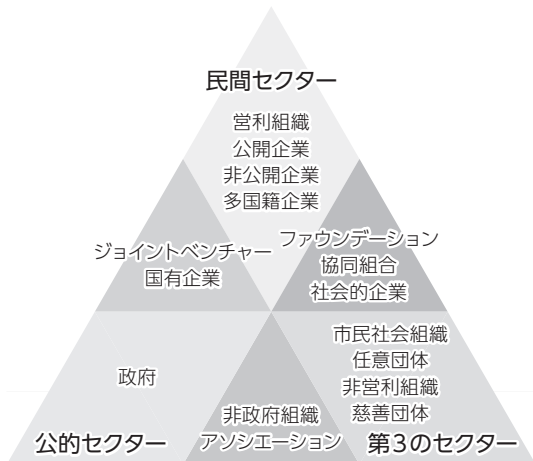 民間セクター
営利組織
公開企業
非公開企業
多国籍企業
ジョイントベンチャー
国有企業
ファウンデーション
協同組合
社会的企業
政府
公的セクター
非政府組織
アソシエーション
市民社会組織
任意団体
非営利組織
慈善団体
第3のセクター